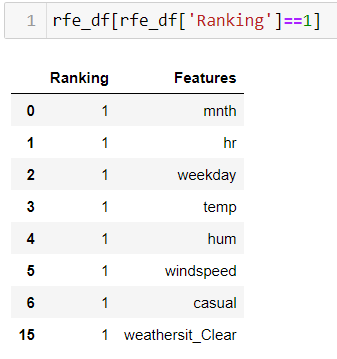 1 rfe_df[rfe_df['Ranking']==1]
Ranking Features
0 1 mnth
1 1 hr
2 1 weekday
3 1 temp
4 1 hum
5 1 windspeed
6 1 casual
15 1 weathersit_Clear